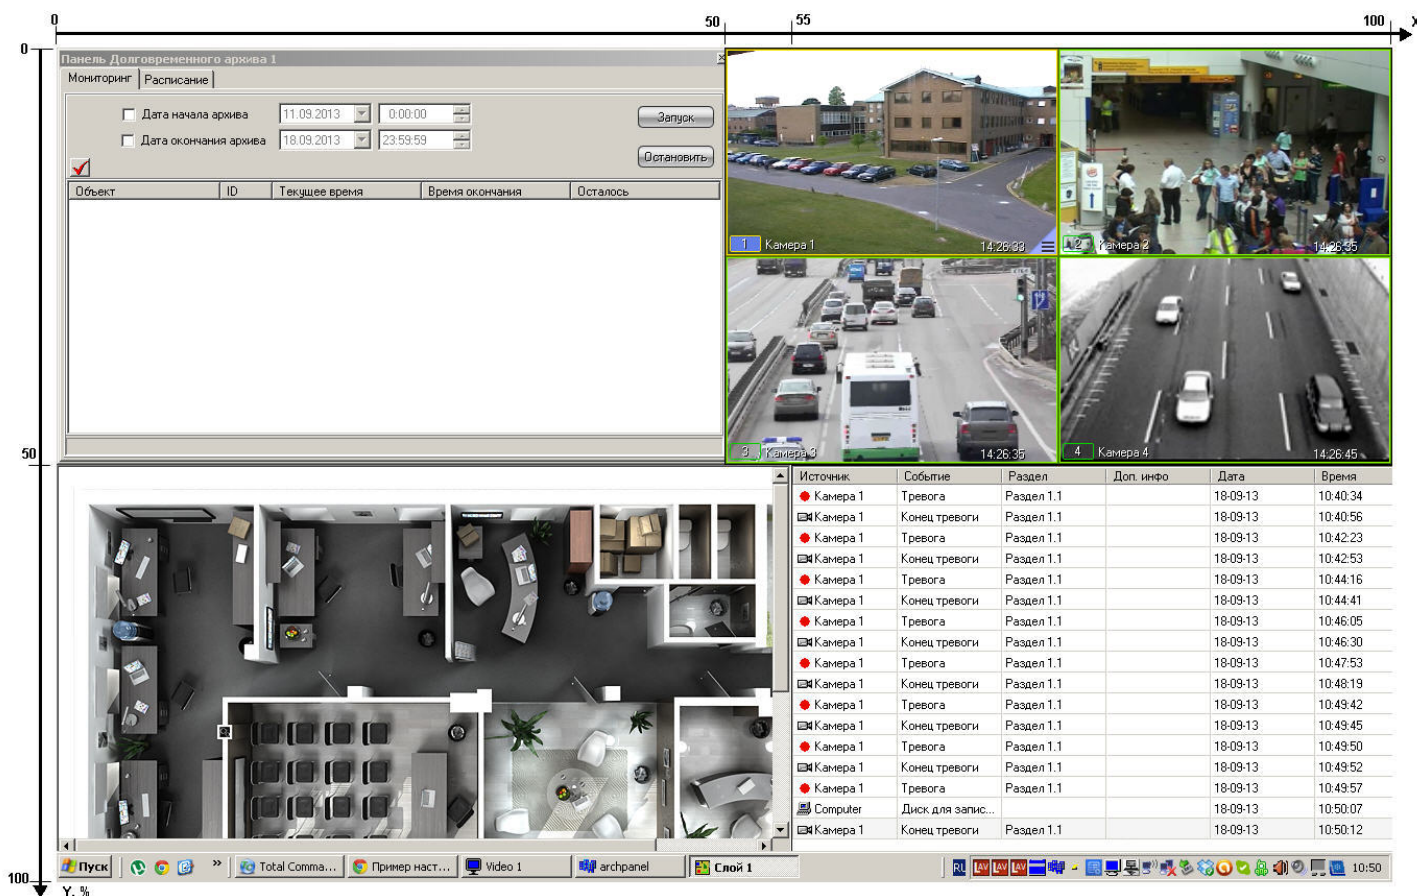 0 50 55 100 X
0
Панель Долговременного архива 1
Мониторинг Расписание
Дата начала архива 11.09.2013 0:00:00 Запуск
Дата окончания архива 18.09.2013 23:59:59
Остановить
Объект ID Текущее время Время окончания Осталось
1 Камера 1 14:26:33
2 Камера 2 14:26:35
3 Камера 3 14:26:35
4 Камера 4 14:26:45
50
Источник Событие Раздел Доп. инфо Дата Время
Камера 1 Тревога Раздел 1.1 18-09-13 10:40:34
Камера 1 Конец тревоги Раздел 1.1 18-09-13 10:40:56
Камера 1 Тревога Раздел 1.1 18-09-13 10:42:23
Камера 1 Конец тревоги Раздел 1.1 18-09-13 10:42:53
Камера 1 Тревога Раздел 1.1 18-09-13 10:44:16
Камера 1 Конец тревоги Раздел 1.1 18-09-13 10:44:41
Камера 1 Тревога Раздел 1.1 18-09-13 10:46:05
Камера 1 Конец тревоги Раздел 1.1 18-09-13 10:46:30
Камера 1 Тревога Раздел 1.1 18-09-13 10:47:53
Камера 1 Конец тревоги Раздел 1.1 18-09-13 10:48:19
Камера 1 Тревога Раздел 1.1 18-09-13 10:49:42
Камера 1 Конец тревоги Раздел 1.1 18-09-13 10:49:45
Камера 1 Тревога Раздел 1.1 18-09-13 10:49:50
Камера 1 Конец тревоги Раздел 1.1 18-09-13 10:49:52
Камера 1 Тревога Раздел 1.1 18-09-13 10:49:57
Computer Диск для запис... 18-09-13 10:50:07
Камера 1 Конец тревоги Раздел 1.1 18-09-13 10:50:12
Пуск » Total Comma... Пример наст... Video 1 archpanel Слой 1 RU LAV LAV LAV 10:50
100
Y, %